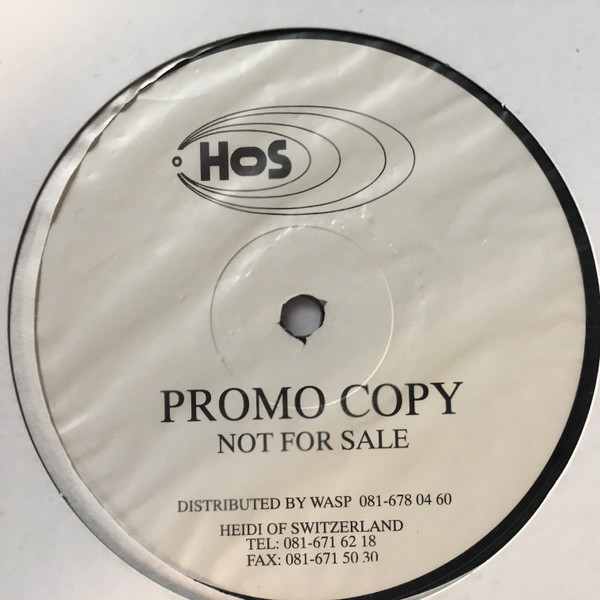 HOS
PROMO COPY
NOT FOR SALE
DISTRIBUTED BY WASP 081-678 04 60
HEIDI OF SWITZERLAND
TEL: 081-671 62 18
FAX: 081-671 50 30